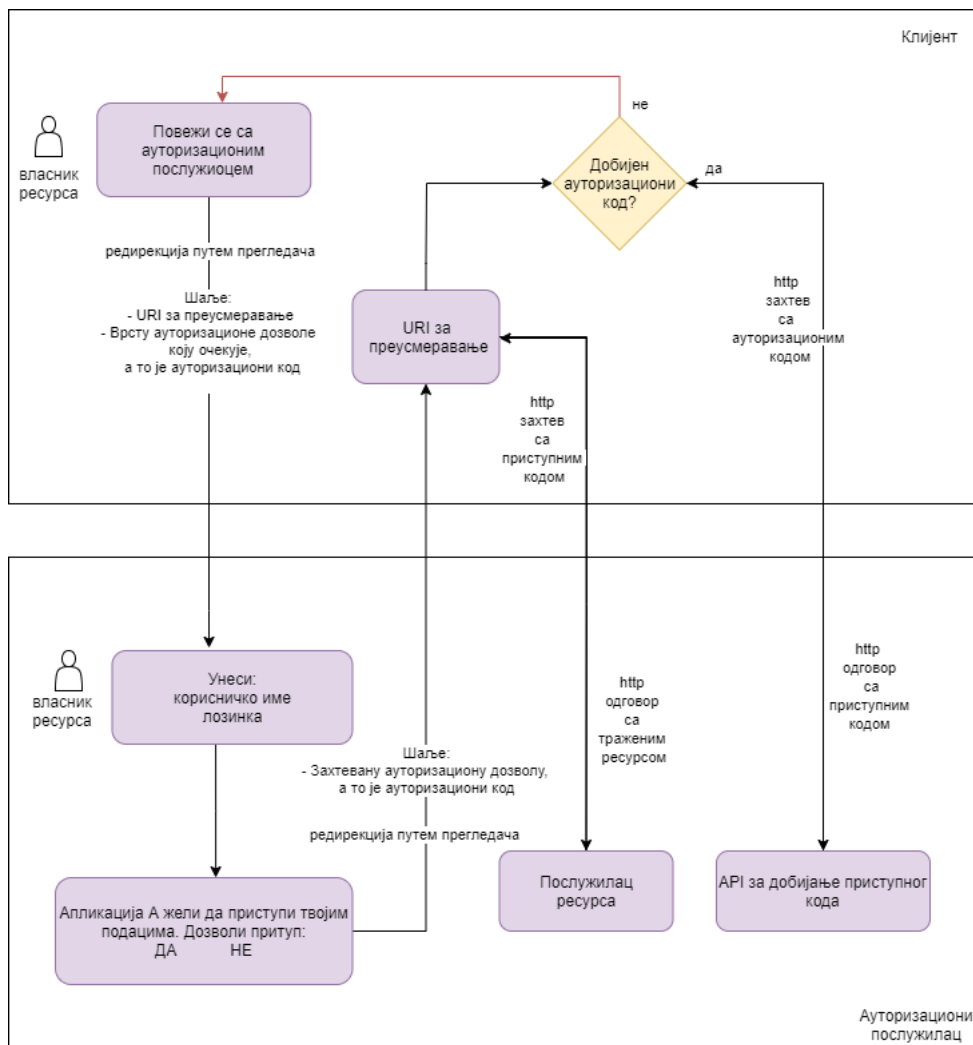 Клијент
не
Повежи се са
ауторизационим
послужиоцем
власник
ресурса
Добијен
ауторизациони
код?
да
редирекција путем прегледача
Шаље:
- URI за преусмеравање
- Врсту ауторизационе дозволе
коју очекује,
а то је ауторизациони код
URI за
преусмеравање
http
захтев
са
ауторизационим
кодом
http
захтев
са
приступним
кодом
власник
ресурса
Унеси:
корисничко име
лозинка
http
одговор
са
траженим
ресурсом
http
одговор
са
приступним
кодом
Шаље:
- Захтевану ауторизациону дозволу,
а то је ауторизациони код
редирекција путем прегледача
Апликација А жели да приступи твојим
подацима. Дозволи притуп:
ДА НЕ
Послужилац
ресурса
API за добијање приступног
кода
Ауторизациони
послужилац